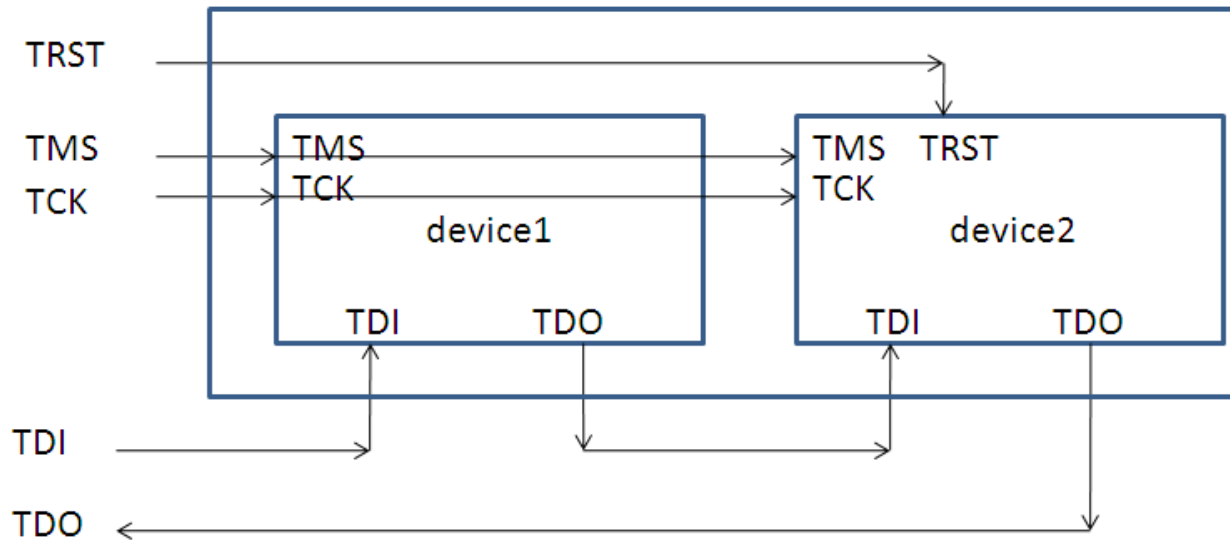 TRST
TMS
TCK
TMS
TCK
device1
TDI
TDO
TMS
TRST
TCK
device2
TDI
TDO
TDI
TDO